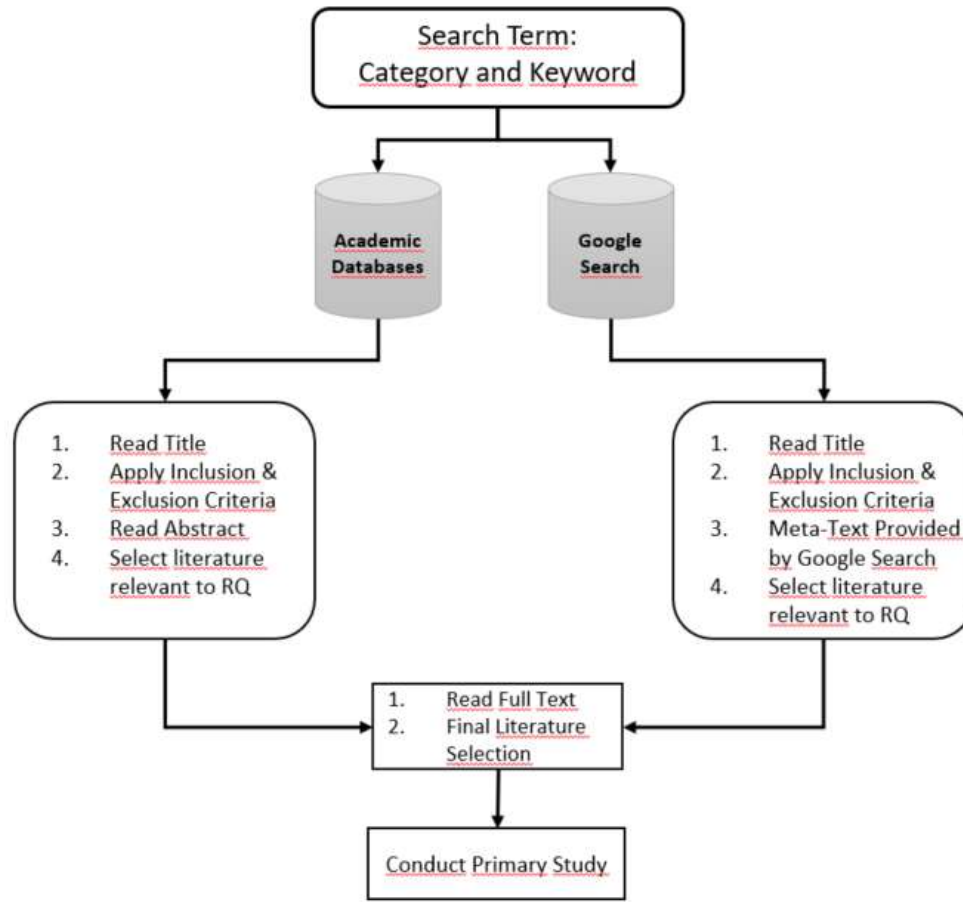 Search Term:
Category and Keyword
Academic
Databases
Google
Search
1. Read Title
2. Apply Inclusion &
Exclusion Criteria
3. Read Abstract
4. Select literature
relevant to RQ
1. Read Title
2. Apply Inclusion &
Exclusion Criteria
3. Meta-Text Provided
by Google Search
4. Select literature
relevant to RQ
1. Read Full Text
2. Final Literature
Selection
Conduct Primary Study